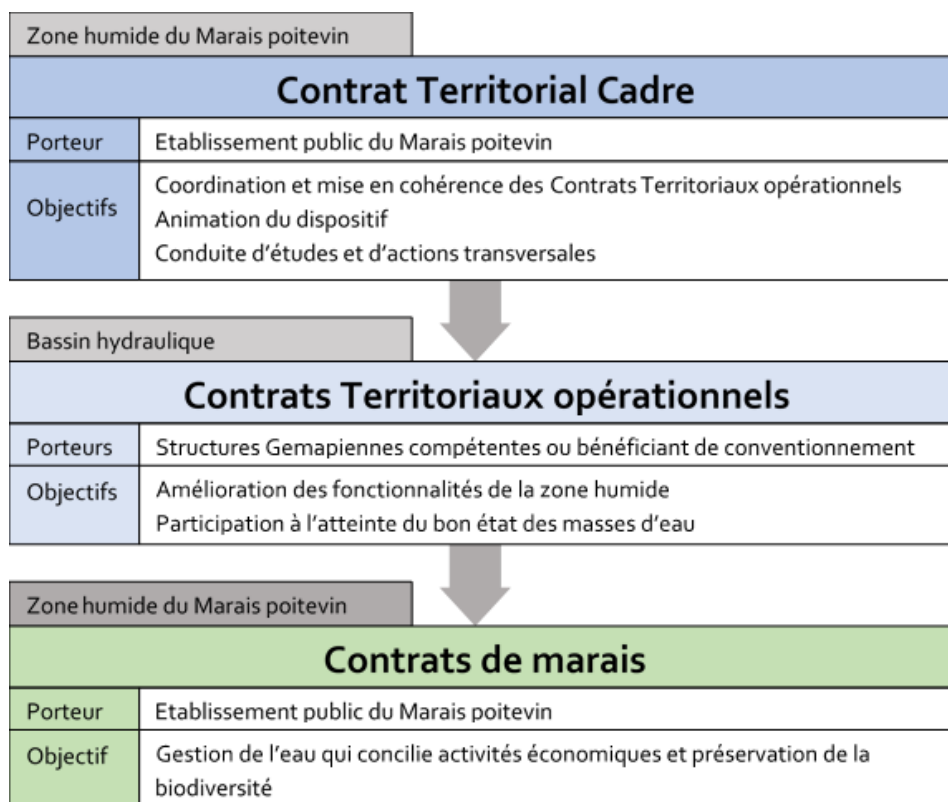 Zone humide du Marais poitevin
Contrat Territorial Cadre
Porteur
Etablissement public du Marais poitevin
Objectifs
Coordination et mise en cohérence des Contrats Territoriaux opérationnels
Animation du dispositif
Conduite d'études et d'actions transversales
Bassin hydraulique
Contrats Territoriaux opérationnels
Porteurs
Structures Gemapiennes compétentes ou bénéficiant de conventionnement
Objectifs
Amélioration des fonctionnalités de la zone humide
Participation à l'atteinte du bon état des masses d'eau
Zone humide du Marais poitevin
Contrats de marais
Porteur
Etablissement public du Marais poitevin
Objectif
Gestion de l'eau qui concilie activités économiques et préservation de la
biodiversité